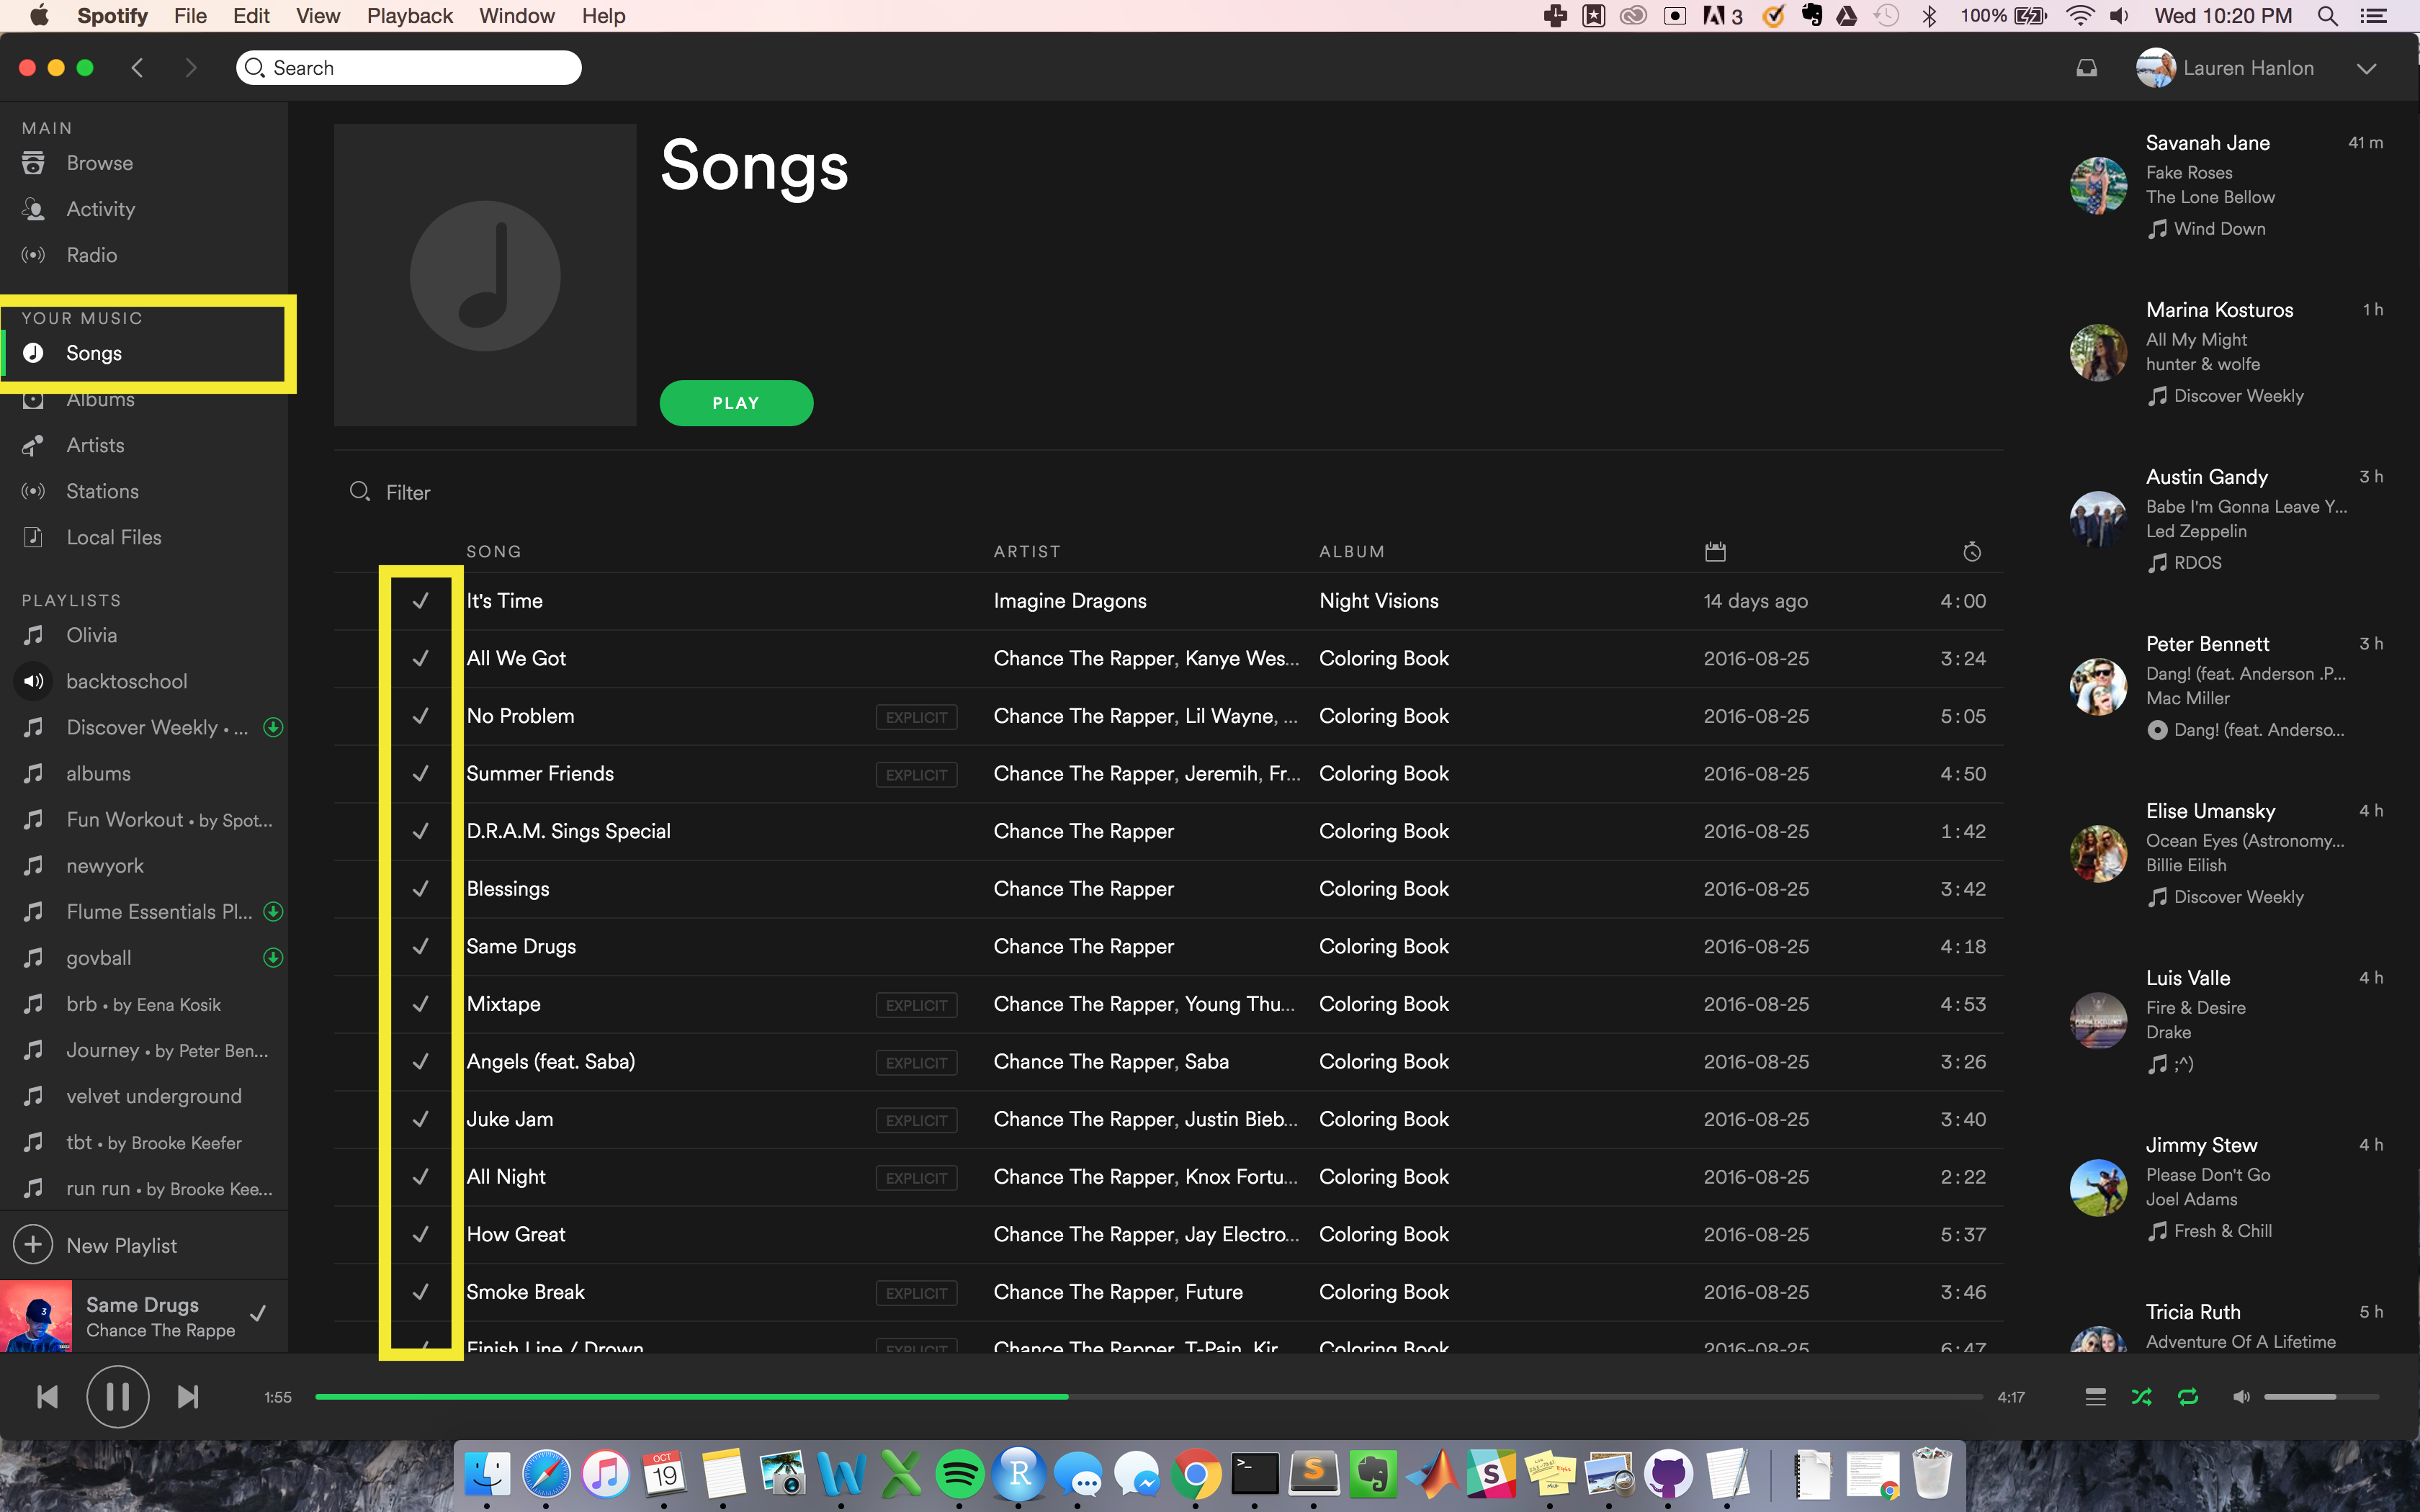 Spotify File Edit View Playback Window Help 3 100% Wed 10:20 PM
Search
Lauren Hanlon
MAIN
Browse
Activity
Radio
YOUR MUSIC
Songs
Albums
Artists
Stations
Local Files
PLAYLISTS
Olivia
backtoschool
Discover Weekly • ...
albums
Fun Workout • by Spot...
newyork
Flume Essentials Pl...
govball
brb • by Eena Kosik
Journey • by Peter Ben...
velvet underground
tbt • by Brooke Keefer
run run • by Brooke Kee...
New Playlist
Same Drugs
Chance The Rappe
Songs
PLAY
Filter
SONG ARTIST ALBUM
It's Time Imagine Dragons Night Visions 14 days ago 4:00
All We Got Chance The Rapper, Kanye Wes... Coloring Book 2016-08-25 3:24
No Problem EXPLICIT Chance The Rapper, Lil Wayne, ... Coloring Book 2016-08-25 5:05
Summer Friends EXPLICIT Chance The Rapper, Jeremih, Fr... Coloring Book 2016-08-25 4:50
D.R.A.M. Sings Special Chance The Rapper Coloring Book 2016-08-25 1:42
Blessings Chance The Rapper Coloring Book 2016-08-25 3:42
Same Drugs Chance The Rapper Coloring Book 2016-08-25 4:18
Mixtape EXPLICIT Chance The Rapper, Young Thu... Coloring Book 2016-08-25 4:53
Angels (feat. Saba) EXPLICIT Chance The Rapper, Saba Coloring Book 2016-08-25 3:26
Juke Jam EXPLICIT Chance The Rapper, Justin Bieb... Coloring Book 2016-08-25 3:40
All Night EXPLICIT Chance The Rapper, Knox Fortu... Coloring Book 2016-08-25 2:22
How Great Chance The Rapper, Jay Electro... Coloring Book 2016-08-25 5:37
Smoke Break EXPLICIT Chance The Rapper, Future Coloring Book 2016-08-25 3:46
Finish Line / Drown EXPLICIT Chance The Rapper, T-Pain, Kir Coloring Book 2016-08-25 6:47
Savanah Jane 41 m
Fake Roses
The Lone Bellow
Wind Down
Marina Kosturos 1 h
All My Might
hunter & wolfe
Discover Weekly
Austin Gandy 3 h
Babe I'm Gonna Leave Y...
Led Zeppelin
RDOS
Peter Bennett 3 h
Dang! (feat. Anderson .P...
Mac Miller
Dang! (feat. Anderso...
Elise Umansky 4 h
Ocean Eyes (Astronomy...
Billie Eilish
Discover Weekly
Luis Valle 4 h
Fire & Desire
Drake
;^)
Jimmy Stew 4 h
Please Don't Go
Joel Adams
Fresh & Chill
Tricia Ruth 5 h
Adventure Of A Lifetime
1:55 4:17
OCT
19